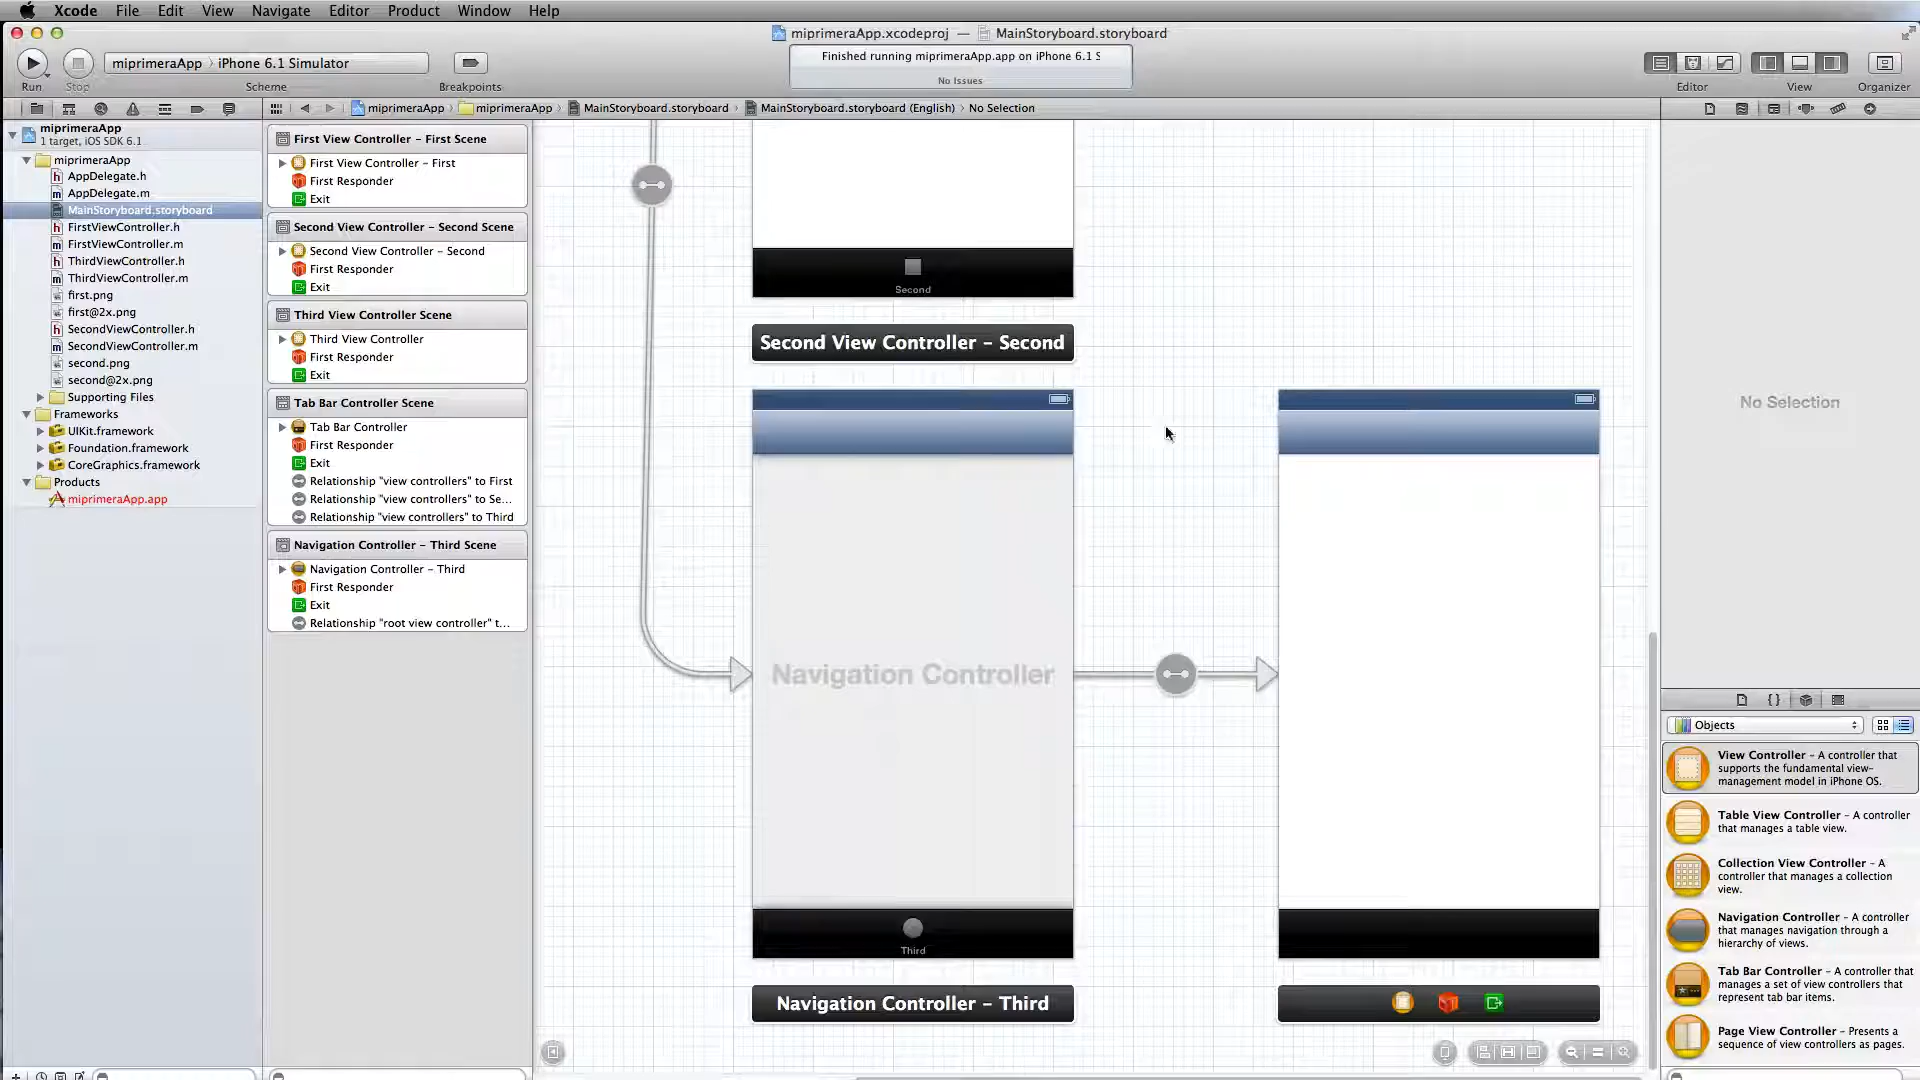 Xcode File Edit View Navigate Editor Product Window Help
miprimeraApp.xcodeproj — MainStoryboard.storyboard
miprimeraApp 〉 iPhone 6.1 Simulator
Finished running miprimeraApp.app on iPhone 6.1 S
No Issues
Run Stop Scheme Breakpoints Editor View Organizer
miprimeraApp miprimeraApp MainStoryboard.storyboard MainStoryboard.storyboard (English) No Selection
miprimeraApp
1 target, iOS SDK 6.1
miprimeraApp
AppDelegate.h
AppDelegate.m
MainStoryboard.storyboard
FirstViewController.h
FirstViewController.m
ThirdViewController.h
ThirdViewController.m
first.png
first@2x.png
SecondViewController.h
SecondViewController.m
second.png
second@2x.png
Supporting Files
Frameworks
UIKit.framework
Foundation.framework
CoreGraphics.framework
Products
miprimeraApp.app
First View Controller – First Scene
First View Controller – First
First Responder
Exit
Second View Controller – Second Scene
Second View Controller – Second
First Responder
Exit
Third View Controller Scene
Third View Controller
First Responder
Exit
Tab Bar Controller Scene
Tab Bar Controller
First Responder
Exit
Relationship "view controllers" to First
Relationship "view controllers" to Se...
Relationship "view controllers" to Third
Navigation Controller – Third Scene
Navigation Controller – Third
First Responder
Exit
Relationship "root view controller" t...
Second
Second View Controller – Second
Navigation Controller
Third
Navigation Controller – Third
No Selection
Objects
View Controller – A controller that
supports the fundamental view-
management model in iPhone OS.
Table View Controller – A controller
that manages a table view.
Collection View Controller – A
controller that manages a collection
view.
Navigation Controller – A controller
that manages navigation through a
hierarchy of views.
Tab Bar Controller – A controller that
manages a set of view controllers that
represent tab bar items.
Page View Controller – Presents a
sequence of view controllers as pages.